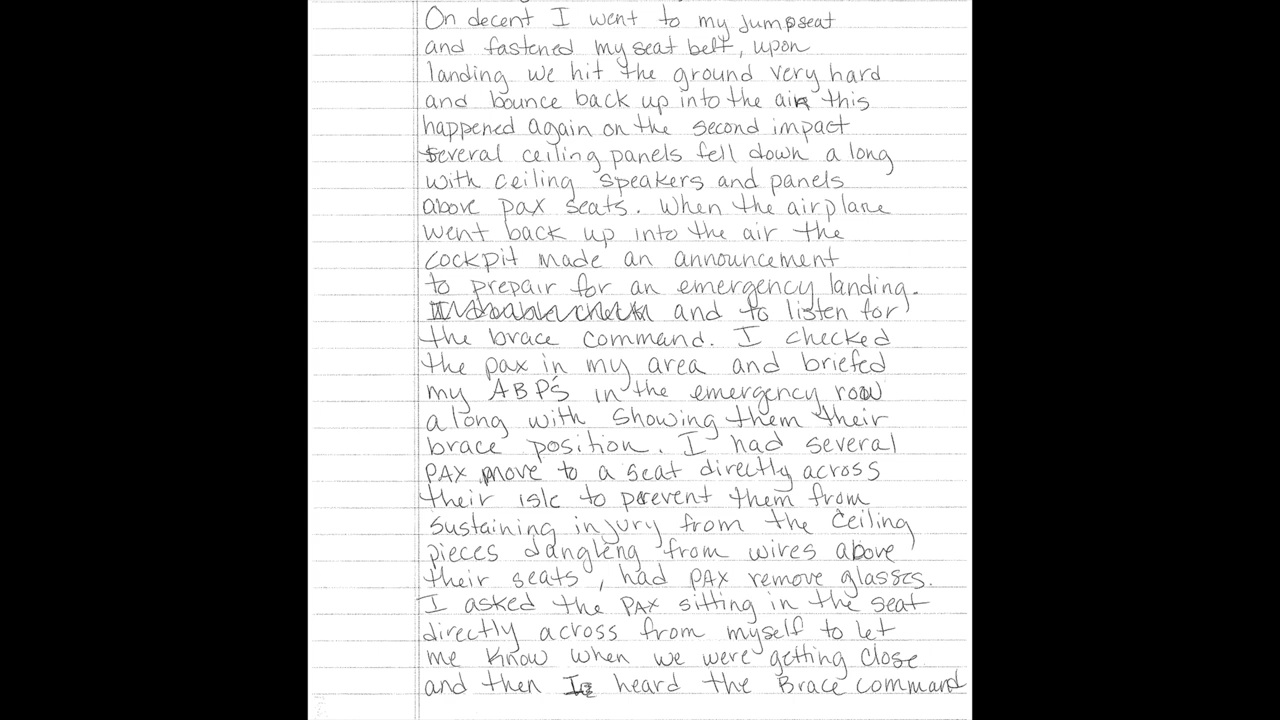 On decent I went to my jumpseat
and fastened my seat belt, upon
landing we hit the ground very hard
and bounce back up into the air this
happened again on the second impact
several ceiling panels fell down a long
with ceiling speakers and panels
above pax seats. When the airplane
went back up into the air the
cockpit made an announcement
to prepair for an emergency landing.
and to listen for
the brace command. I checked
the pax in my area and briefed
my ABP'S in the emergency row
a long with showing them their
brace position. I had several
PAX move to a seat directly across
their isle to prevent them from
sustaining injury from the ceiling
pieces dangleng from wires above
their seats, had PAX remove glasses.
I asked the PAX sitting in the seat
directly across from myself to let
me know when we were getting close
and then I heard the Brace command